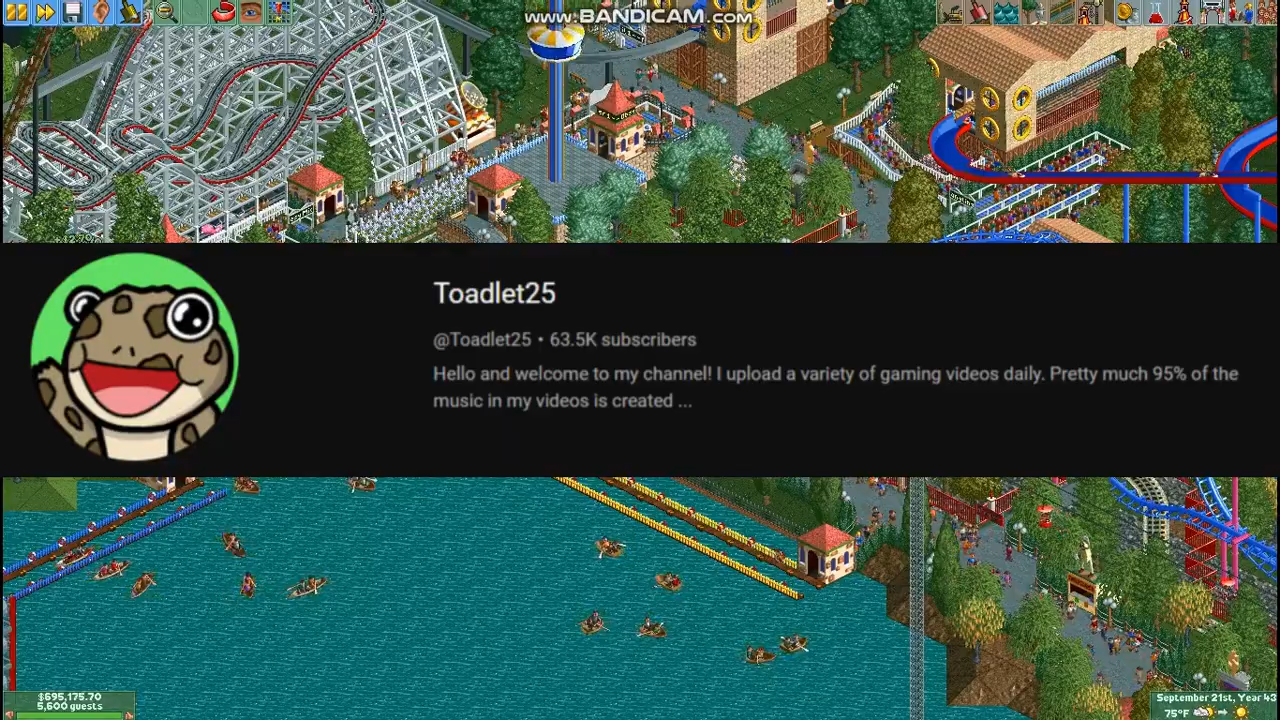 www.BANDICAM.com
Toadlet25
@Toadlet25 • 63.5K subscribers
Hello and welcome to my channel! I upload a variety of gaming videos daily. Pretty much 95% of the
music in my videos is created ...
$695,175.70
5,600 guests
September 21st, Year 43
75°F